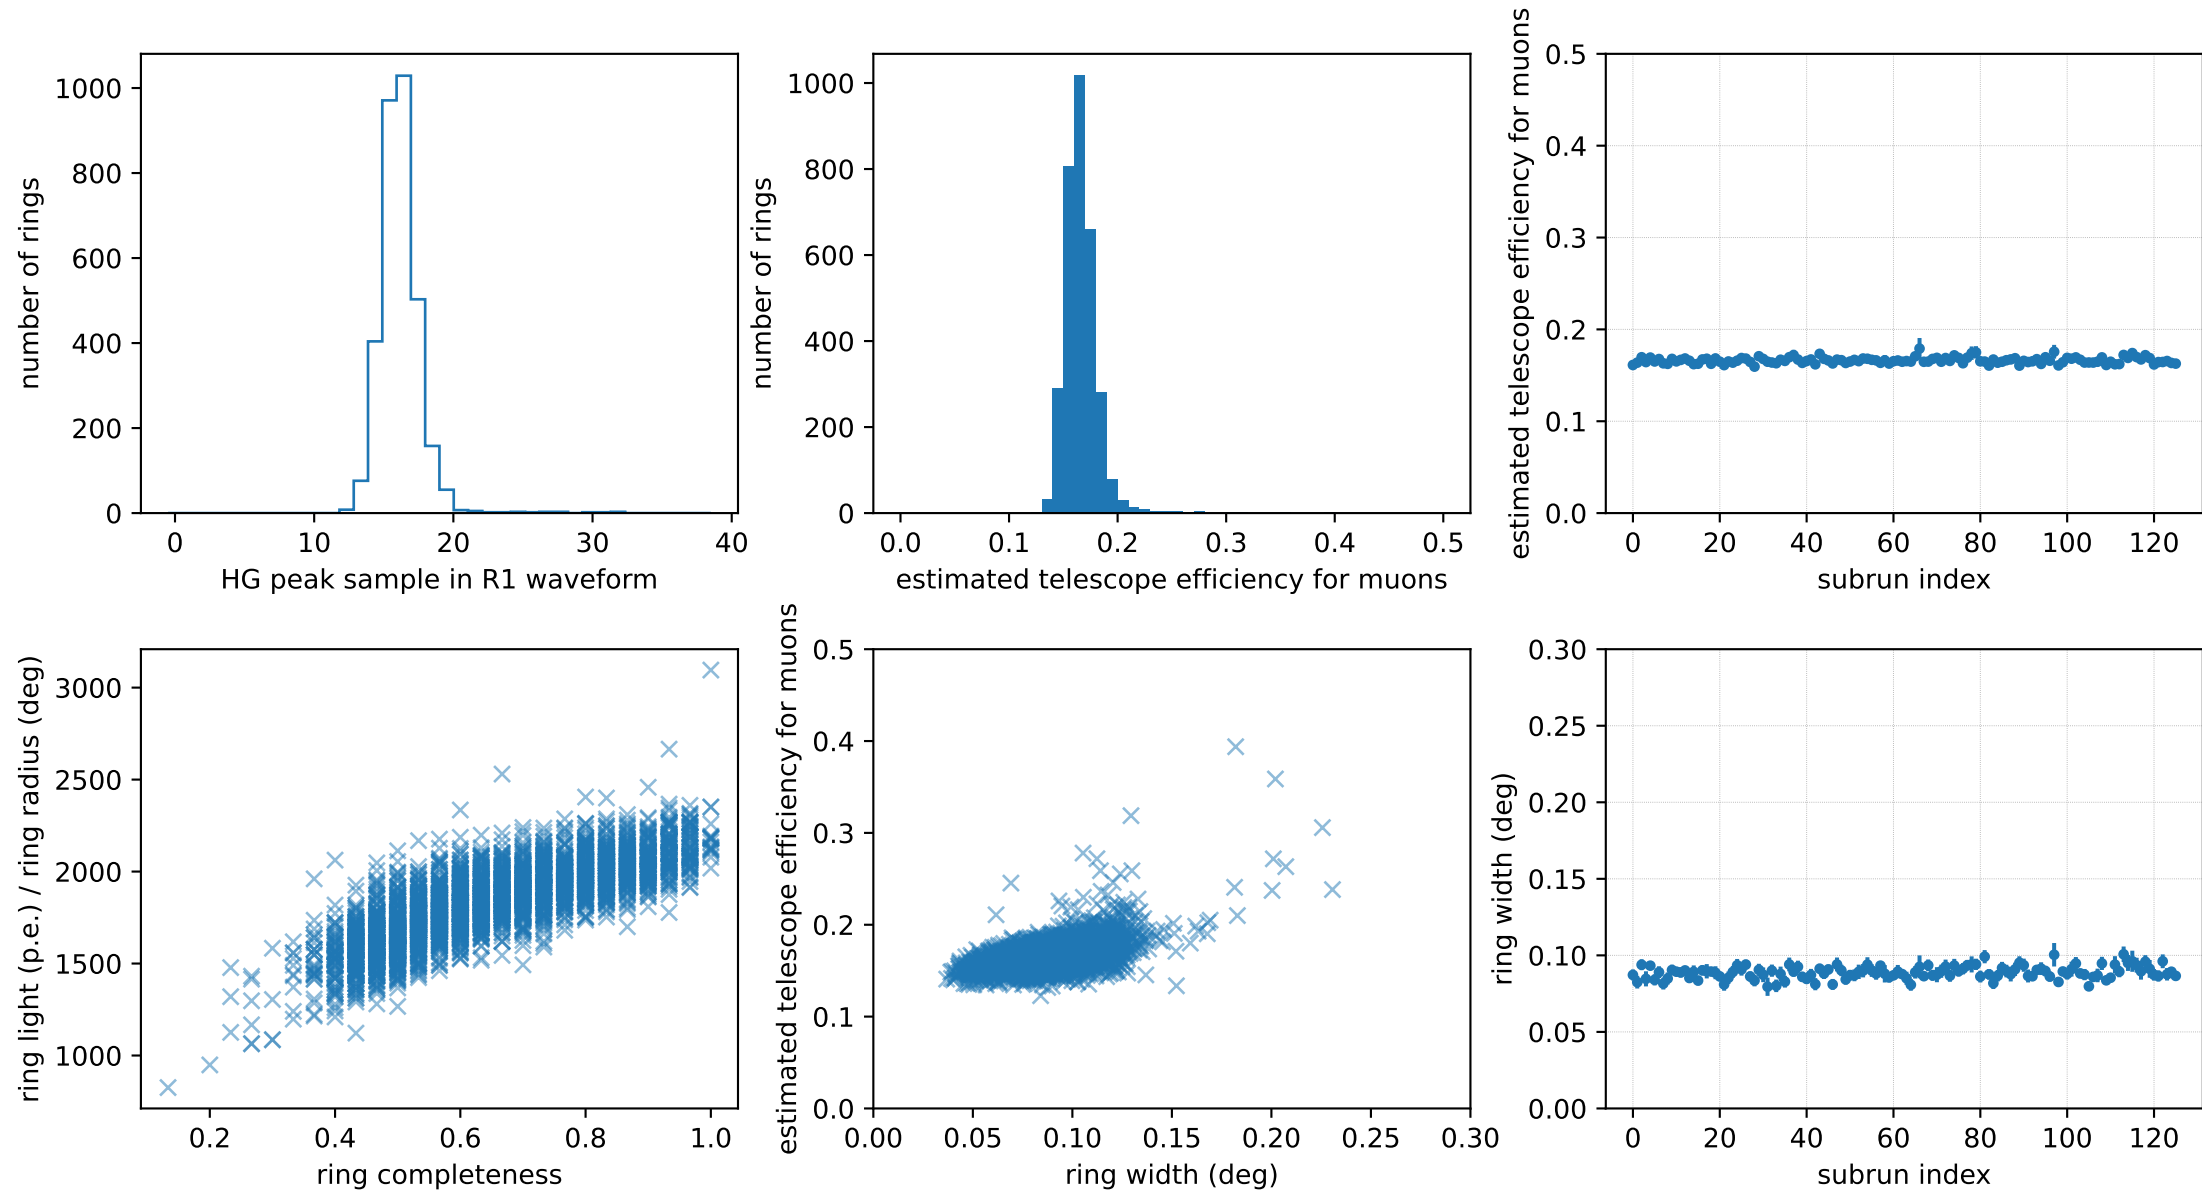 number of rings
1000
800
600
400
200
0
0 10 20 30 40
HG peak sample in R1 waveform
number of rings
1000
800
600
400
200
0
0.0 0.1 0.2 0.3 0.4 0.5
estimated telescope efficiency for muons
estimated telescope efficiency for muons
0.5
0.4
0.3
0.2
0.1
0.0
0 20 40 60 80 100 120
subrun index
ring light (p.e.) / ring radius (deg)
3000
2500
2000
1500
1000
0.2 0.4 0.6 0.8 1.0
ring completeness
estimated telescope efficiency for muons
0.5
0.4
0.3
0.2
0.1
0.0
0.00 0.05 0.10 0.15 0.20 0.25 0.30
ring width (deg)
ring width (deg)
0.30
0.25
0.20
0.15
0.10
0.05
0.00
0 20 40 60 80 100 120
subrun index